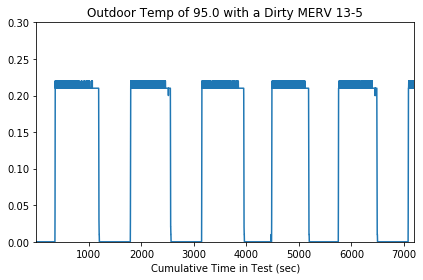 Outdoor Temp of 95.0 with a Dirty MERV 13-5
0.30
0.25
0.20
0.15
0.10
0.05
0.00
1000 2000 3000 4000 5000 6000 7000
Cumulative Time in Test (sec)